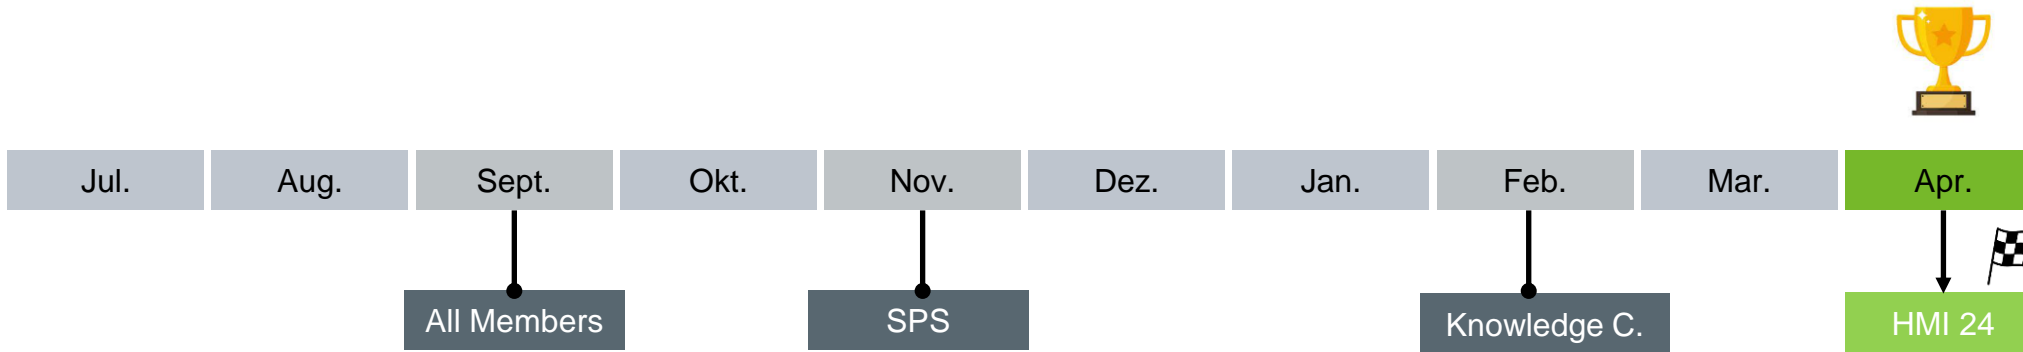 Jul. Aug. Sept. Okt. Nov. Dez. Jan. Feb. Mar. Apr.
All Members SPS Knowledge C. HMI 24